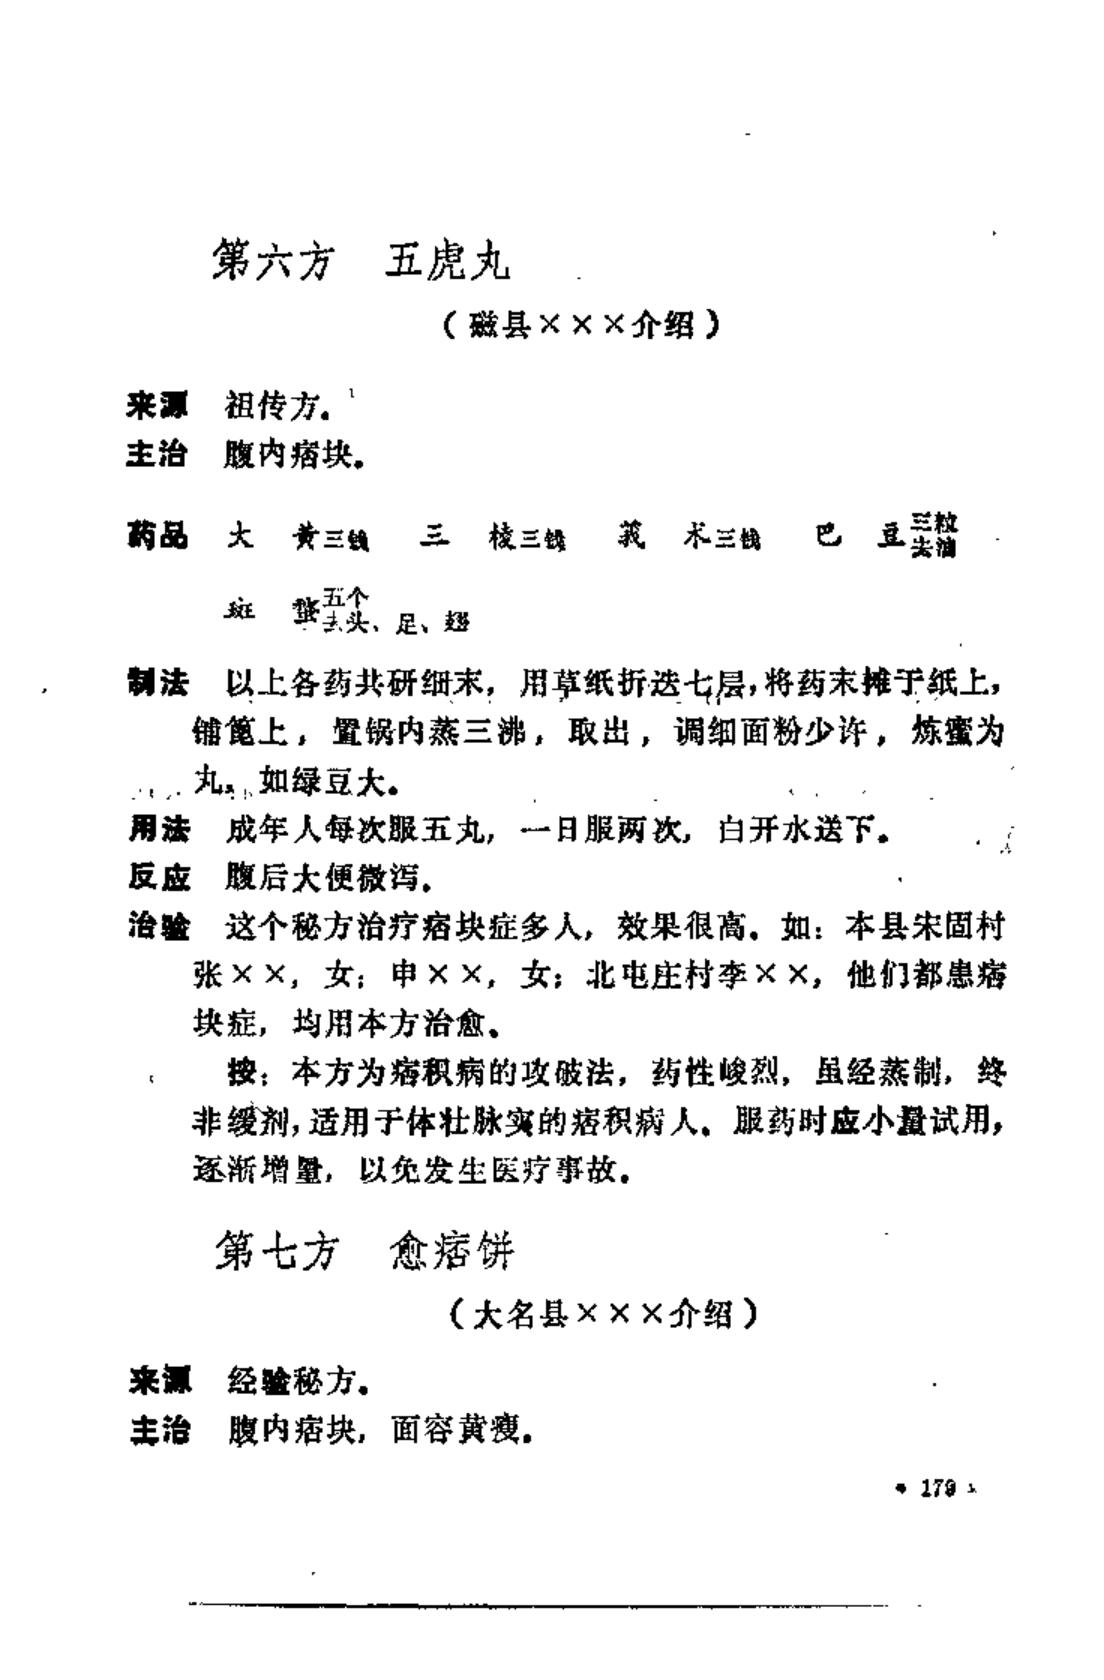 第六方　五虎丸
（磁县×××介绍）
来源　祖传方。
主治　腹内痞块。
药品　大　黄三钱　三　棱三钱　莪　术三钱　巴　豆三粒去油
斑　蝥五个去头、足、翅
制法　以上各药共研细末，用草纸折迭七层，将药末摊于纸上，
铺篦上，置锅内蒸三沸，取出，调细面粉少许，炼蜜为
丸，如绿豆大。
用法　成年人每次服五丸，一日服两次，白开水送下。
反应　腹后大便微泻。
治验　这个秘方治疗痞块症多人，效果很高。如：本县宋固村
张××，女；申××，女；北屯庄村李××，他们都患痞
块症，均用本方治愈。
按：本方为痞积病的攻破法，药性峻烈，虽经蒸制，终
非缓剂，适用于体壮脉实的痞积病人。服药时应小量试用，
逐渐增量，以免发生医疗事故。
第七方　愈痞饼
（大名县×××介绍）
来源　经验秘方。
主治　腹内痞块，面容黄瘦。
• 179